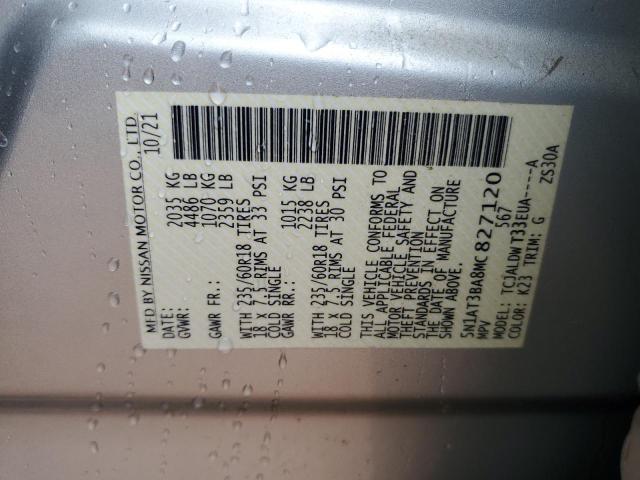 MFD BY NISSAN MOTOR CO., LTD.
DATE: 10/21
GVWR: 2035 KG
4486 LB
GAWR FR: 1070 KG
2359 LB
WITH 235/60R18 TIRES
18 X 7.5 RIMS AT 33 PSI
COLD SINGLE
GAWR RR: 1015 KG
2238 LB
WITH 235/60R18 TIRES
18 X 7.5 RIMS AT 30 PSI
COLD SINGLE
THIS VEHICLE CONFORMS TO
ALL APPLICABLE FEDERAL
MOTOR VEHICLE SAFETY AND
THEFT PREVENTION
STANDARDS IN EFFECT ON
THE DATE OF MANUFACTURE
SHOWN ABOVE.
5N1AT3BA8MC 827120
MPV 567
MODEL: TCJALDW T33EUA-----A
COLOR: K23 TRIM: G ZS30A